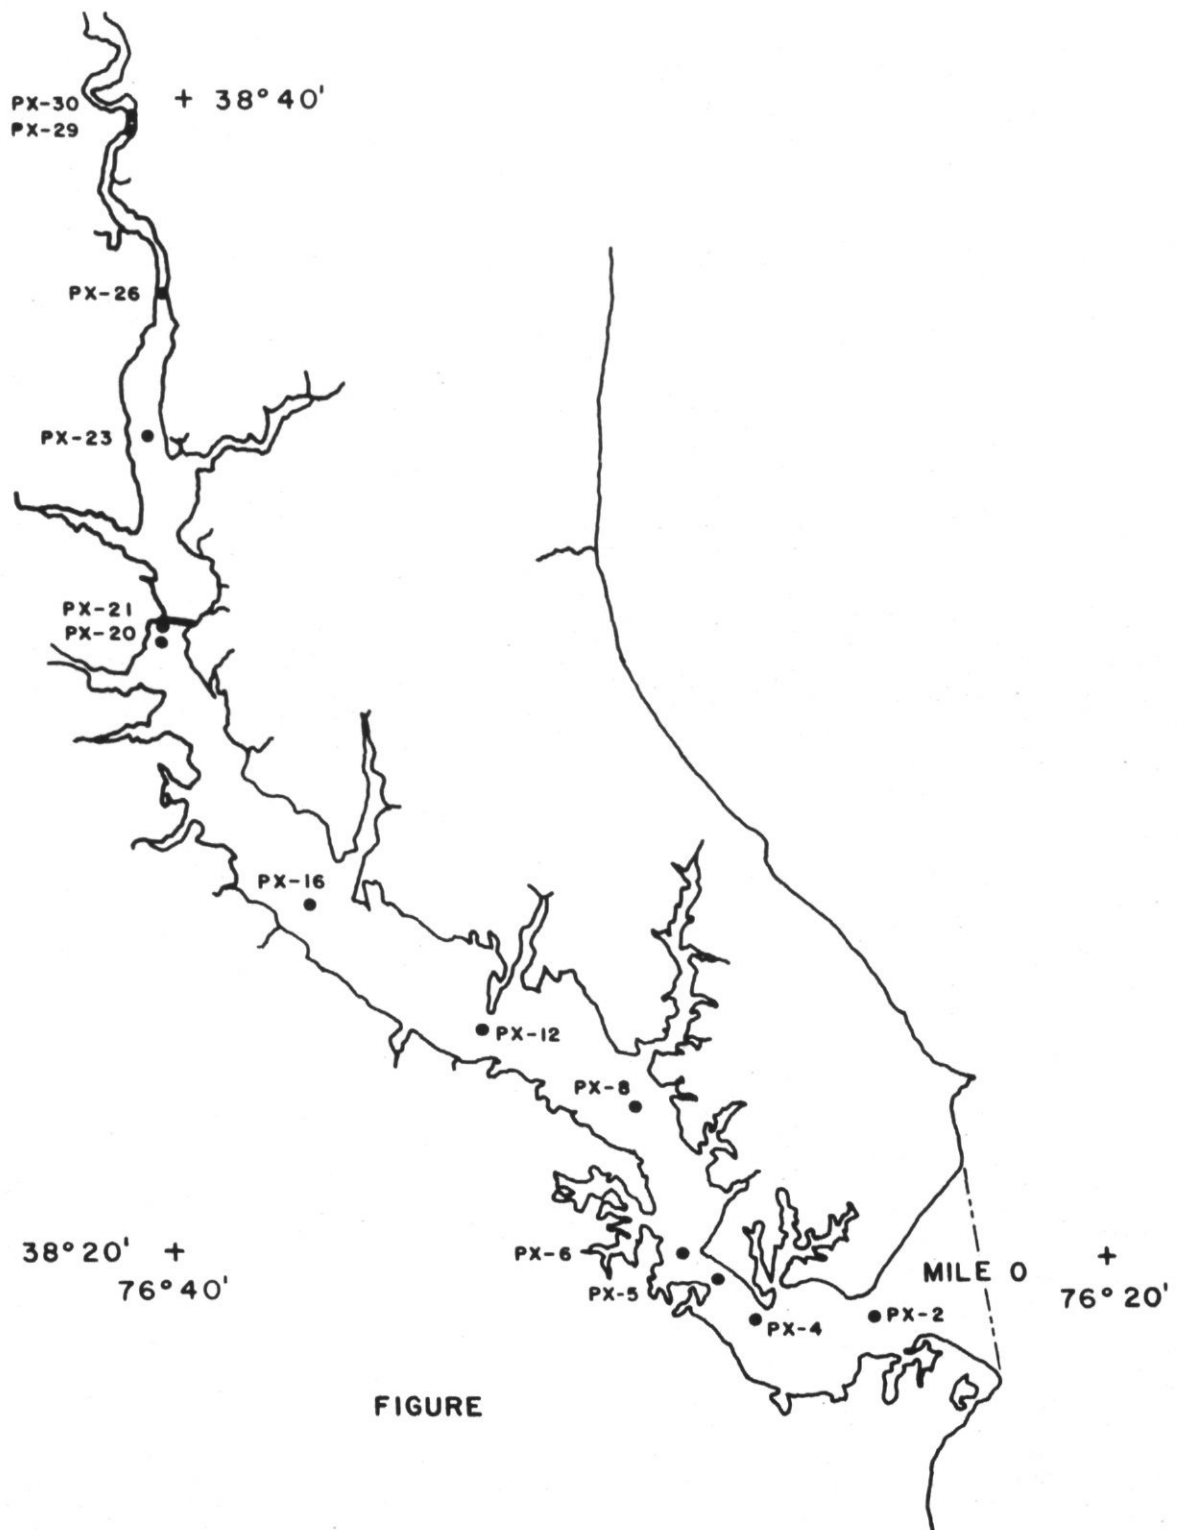 PX-30
+ 38° 40'
PX-29
PX-26
PX-23
PX-21
PX-20
PX-16
PX-12
PX-8
38° 20' +
76° 40'
PX-6
PX-5
MILE 0
+
76° 20'
PX-4
PX-2
FIGURE